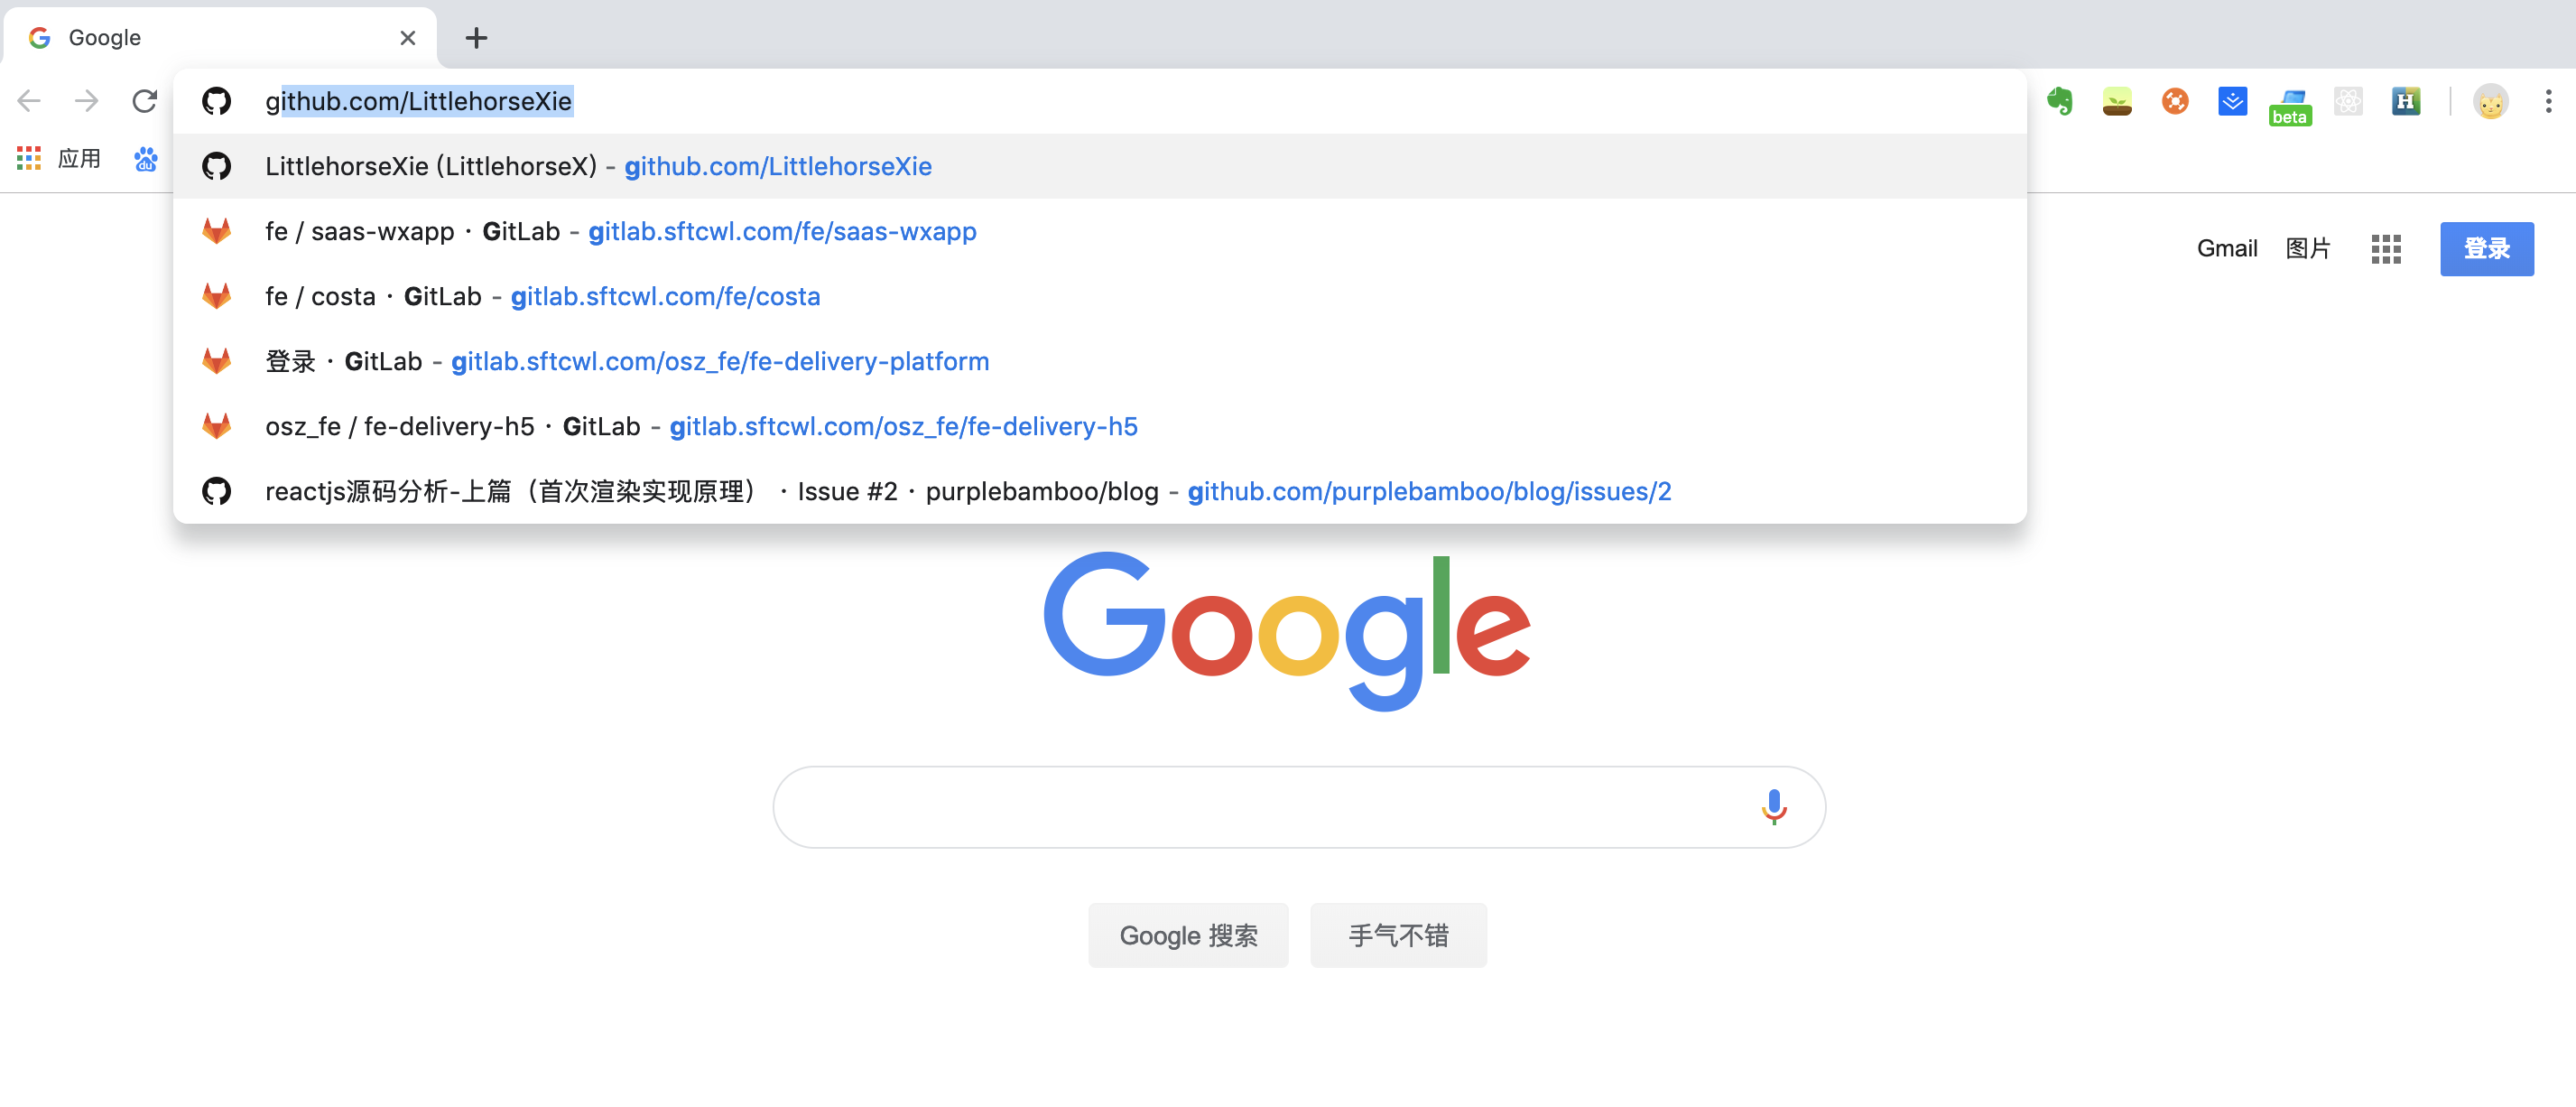 Google
github.com/LittlehorseXie
beta
应用
du
LittlehorseXie (LittlehorseX) - github.com/LittlehorseXie
fe / saas-wxapp · GitLab - gitlab.sftcwl.com/fe/saas-wxapp
Gmail 图片 登录
fe / costa · GitLab - gitlab.sftcwl.com/fe/costa
登录 · GitLab - gitlab.sftcwl.com/osz_fe/fe-delivery-platform
osz_fe / fe-delivery-h5 · GitLab - gitlab.sftcwl.com/osz_fe/fe-delivery-h5
reactjs源码分析-上篇（首次渲染实现原理） · Issue #2 · purplebamboo/blog - github.com/purplebamboo/blog/issues/2
Google
Google 搜索 手气不错